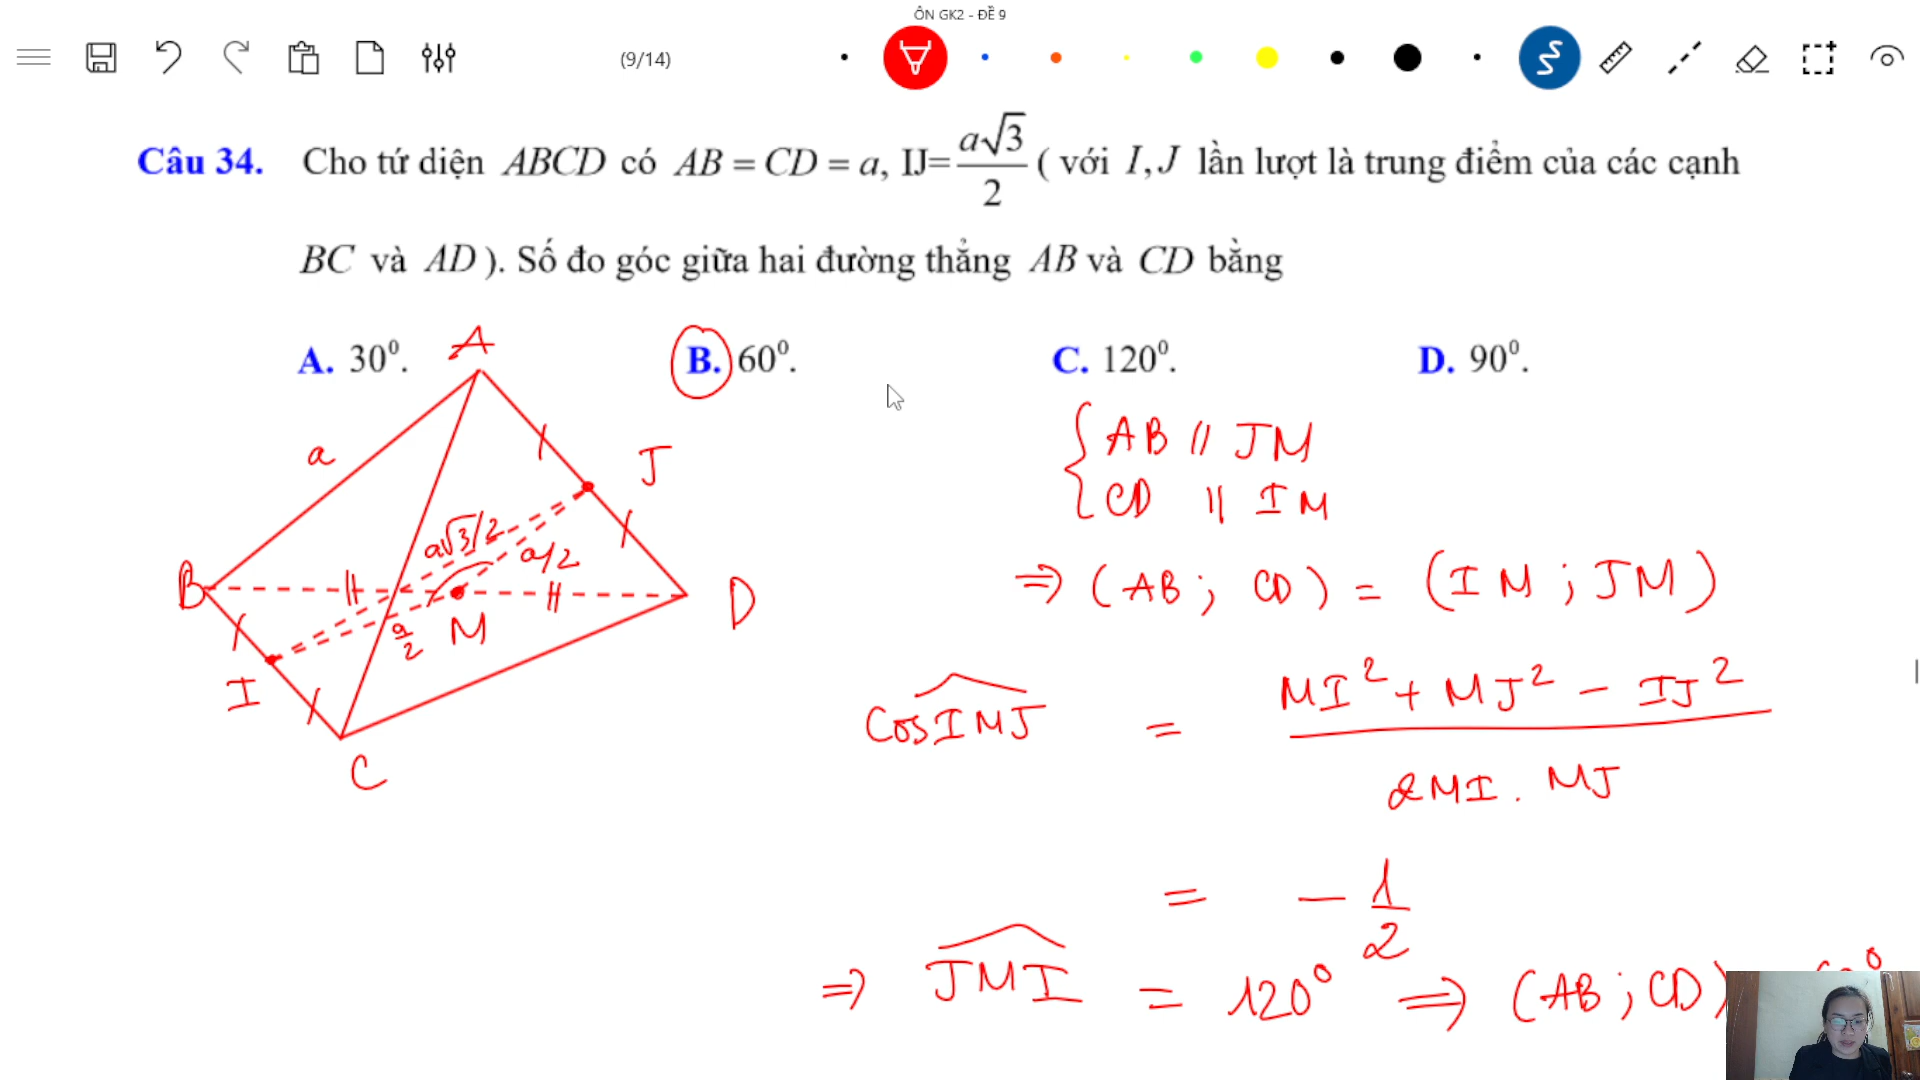 ÔN GK2 - ĐỀ 9
(9/14)
Câu 34. Cho tứ diện ABCD có AB = CD = a, IJ= a√3/2 ( với I, J lần lượt là trung điểm của các cạnh
BC và AD ). Số đo góc giữa hai đường thẳng AB và CD bằng
A. 30⁰. B. 60⁰. C. 120⁰. D. 90⁰.
A
a
J
a√3/2
a/2
B
D
M
a/2
I
C
{ AB // JM
CD // IM
⇒ (AB ; CD) = (IM ; JM)
Cos IMJ = (MI² + MJ² - IJ²) / (2MI . MJ)
= - 1/2
⇒ JMI = 120⁰ ⇒ (AB ; CD)